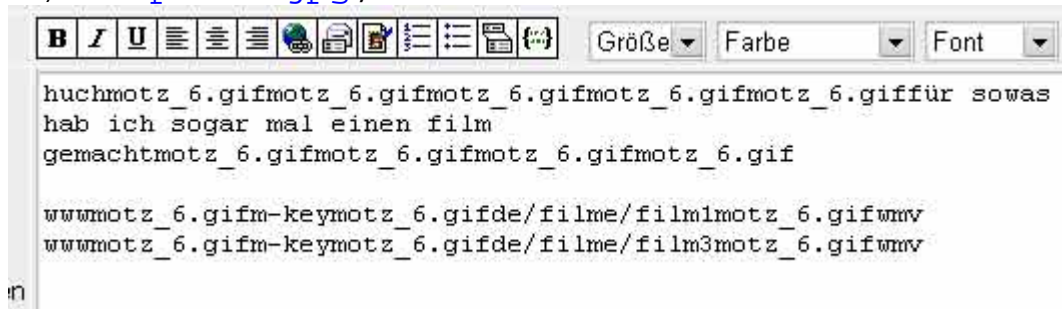 B I U Größe Farbe Font
huchmotz_6.gifmotz_6.gifmotz_6.gifmotz_6.gifmotz_6.giffür sowas
hab ich sogar mal einen film
gemachtmotz_6.gifmotz_6.gifmotz_6.gif
wwwmotz_6.gifm-keymotz_6.gifde/filme/film1motz_6.gifwmv
wwwmotz_6.gifm-keymotz_6.gifde/filme/film3motz_6.gifwmv
en